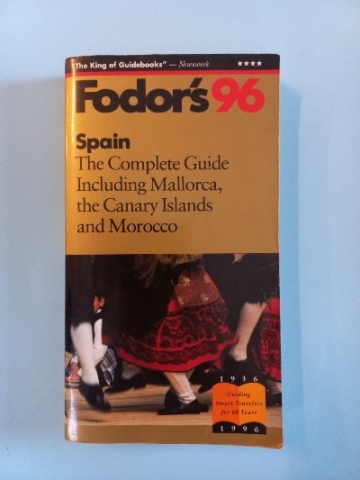 "The King of Guidebooks" — Newsweek ★★★★
Fodor's 96
Spain
The Complete Guide
Including Mallorca,
the Canary Islands
and Morocco
1936
Guiding
Smart Travelers
for 60 Years
1996